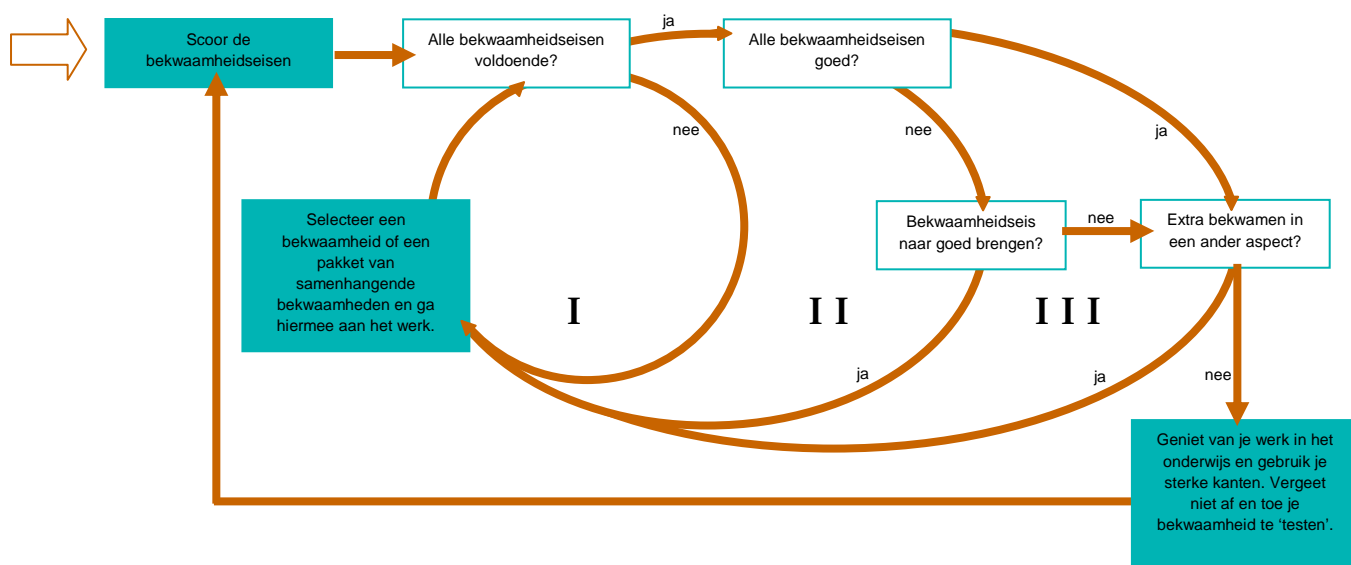 Scoor de
bekwaamheidseisen
Alle bekwaamheidseisen
voldoende?
ja
Alle bekwaamheidseisen
goed?
nee
nee
ja
Selecteer een
bekwaamheid of een
pakket van
samenhangende
bekwaamheden en ga
hiermee aan het werk.
Bekwaamheidseis
naar goed brengen?
nee
Extra bekwamen in
een ander aspect?
I
I I
I I I
ja
ja
nee
Geniet van je werk in het
onderwijs en gebruik je
sterke kanten. Vergeet
niet af en toe je
bekwaamheid te ‘testen’.